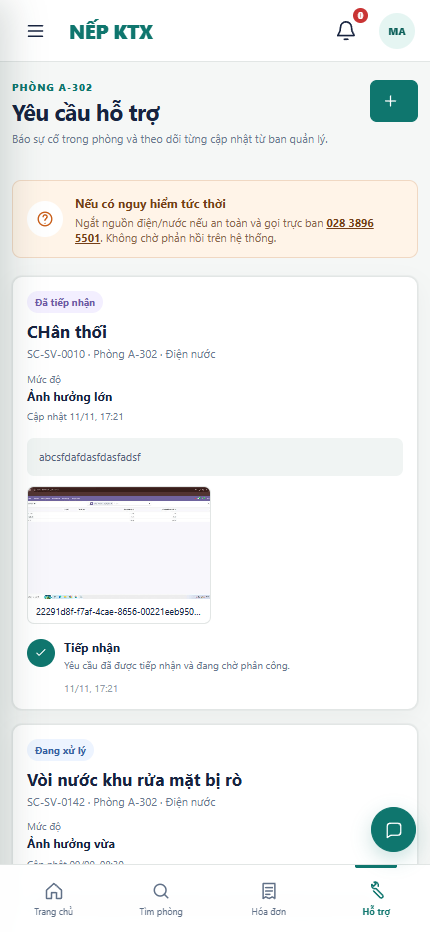 NẾP KTX
0
MA
PHÒNG A-302
Yêu cầu hỗ trợ
Báo sự cố trong phòng và theo dõi từng cập nhật từ ban quản lý.
Nếu có nguy hiểm tức thời
Ngắt nguồn điện/nước nếu an toàn và gọi trực ban 028 3896
5501. Không chờ phản hồi trên hệ thống.
Đã tiếp nhận
CHân thối
SC-SV-0010 · Phòng A-302 · Điện nước
Mức độ
Ảnh hưởng lớn
Cập nhật 11/11, 17:21
abcsfdafdasfdasfadsf
22291d8f-f7af-4cae-8656-00221eeb950...
Tiếp nhận
Yêu cầu đã được tiếp nhận và đang chờ phân công.
11/11, 17:21
Đang xử lý
Vòi nước khu rửa mặt bị rò
SC-SV-0142 · Phòng A-302 · Điện nước
Mức độ
Ảnh hưởng vừa
Cập nhật
Trang chủ
Tìm phòng
Hóa đơn
Hỗ trợ